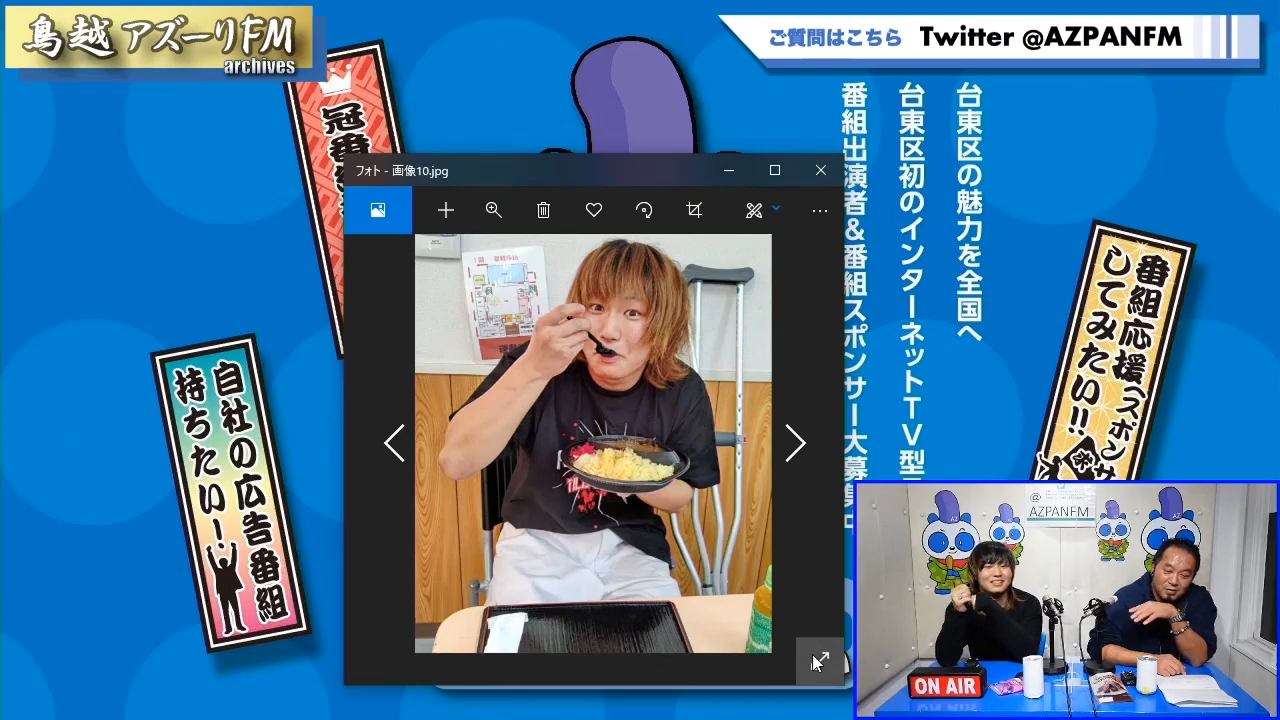 鳥越アズーリFM
archives
ご質問はこちら Twitter @AZPANFM
台東区の魅力を全国へ
台東区初のインターネットTV型
番組出演者&番組スポンサー大募集中
冠番
フォト - 画像10.jpg
番組応援スポンサ
してみたい!!
自社の広告番組
持ちたい!
@
AZPANFM
ON AIR